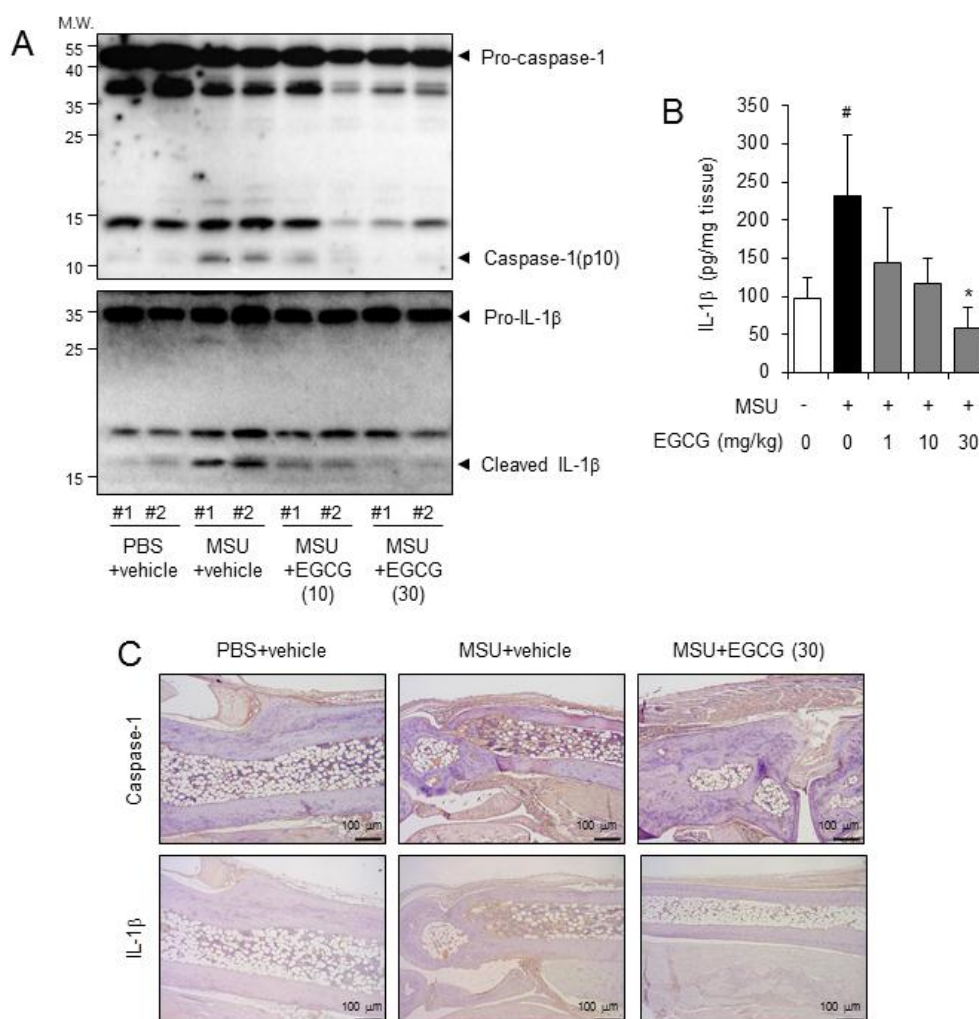 A
M.W.
55
40
35
25
15
10
Pro-caspase-1
Caspase-1(p10)
35
25
15
Pro-IL-1β
Cleaved IL-1β
#1 #2 #1 #2 #1 #2 #1 #2
PBS MSU MSU MSU
+vehicle +vehicle +EGCG +EGCG
(10) (30)
B
IL-1β (pg/mg tissue)
350
300
250
200
150
100
50
0
#
*
MSU - + + + +
EGCG (mg/kg) 0 0 1 10 30
C
PBS+vehicle MSU+vehicle MSU+EGCG (30)
Caspase-1
100 μm 100 μm 100 μm
IL-1β
100 μm 100 μm 100 μm